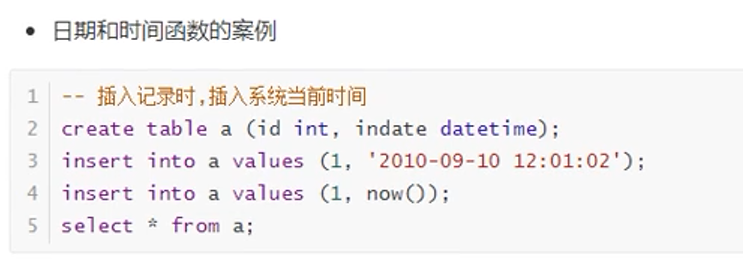 • 日期和时间函数的案例
1 -- 插入记录时,插入系统当前时间
2 create table a (id int, indate datetime);
3 insert into a values (1, '2010-09-10 12:01:02');
4 insert into a values (1, now());
5 select * from a;